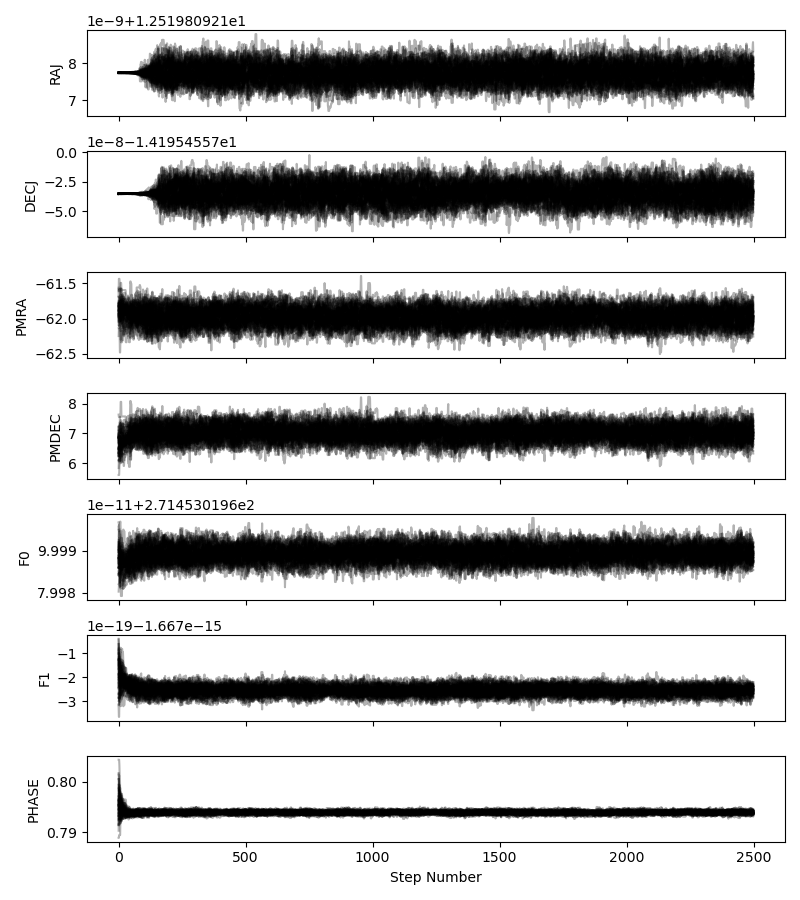 1e−9+1.251980921e1
RAJ
8
7
1e−8−1.41954557e1
DECJ
0.0
−2.5
−5.0
PMRA
−61.5
−62.0
−62.5
PMDEC
8
7
6
1e−11+2.714530196e2
F0
9.999
7.998
1e−19−1.667e−15
F1
−1
−2
−3
PHASE
0.80
0.79
0 500 1000 1500 2000 2500
Step Number